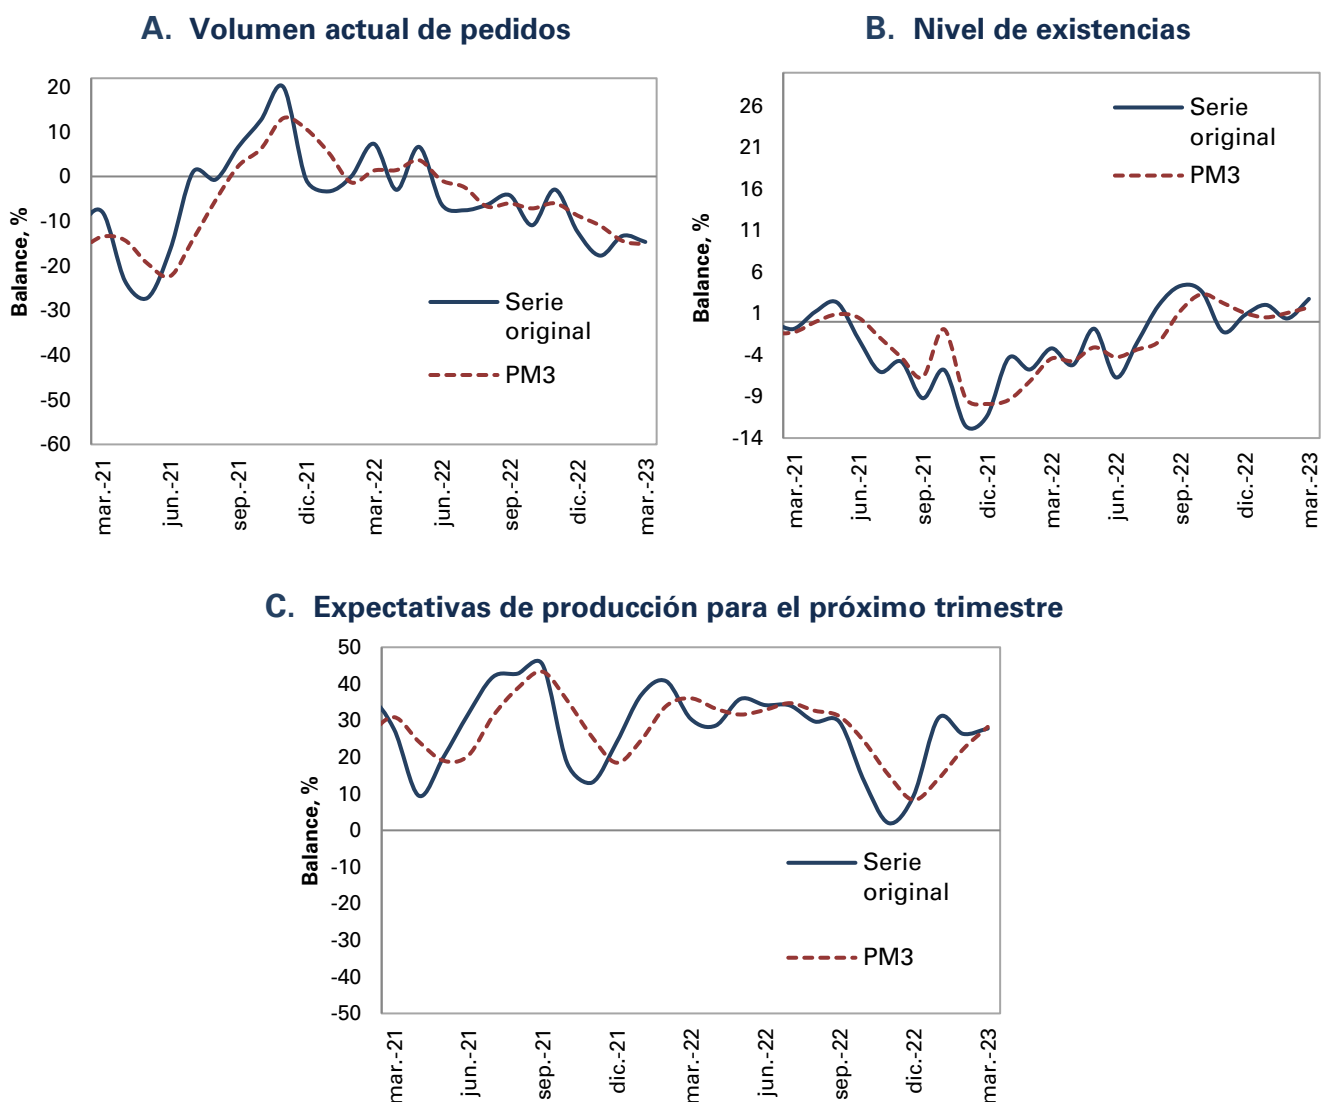 A. Volumen actual de pedidos
20
10
0
-10
-20
-30
-40
-50
-60
Balance, %
Serie
original
PM3
mar.-21
jun.-21
sep.-21
dic.-21
mar.-22
jun.-22
sep.-22
dic.-22
mar.-23
B. Nivel de existencias
26
21
16
11
6
1
-4
-9
-14
Balance, %
Serie
original
PM3
mar.-21
jun.-21
sep.-21
dic.-21
mar.-22
jun.-22
sep.-22
dic.-22
mar.-23
C. Expectativas de producción para el próximo trimestre
50
40
30
20
10
0
-10
-20
-30
-40
-50
Balance, %
Serie
original
PM3
mar.-21
jun.-21
sep.-21
dic.-21
mar.-22
jun.-22
sep.-22
dic.-22
mar.-23